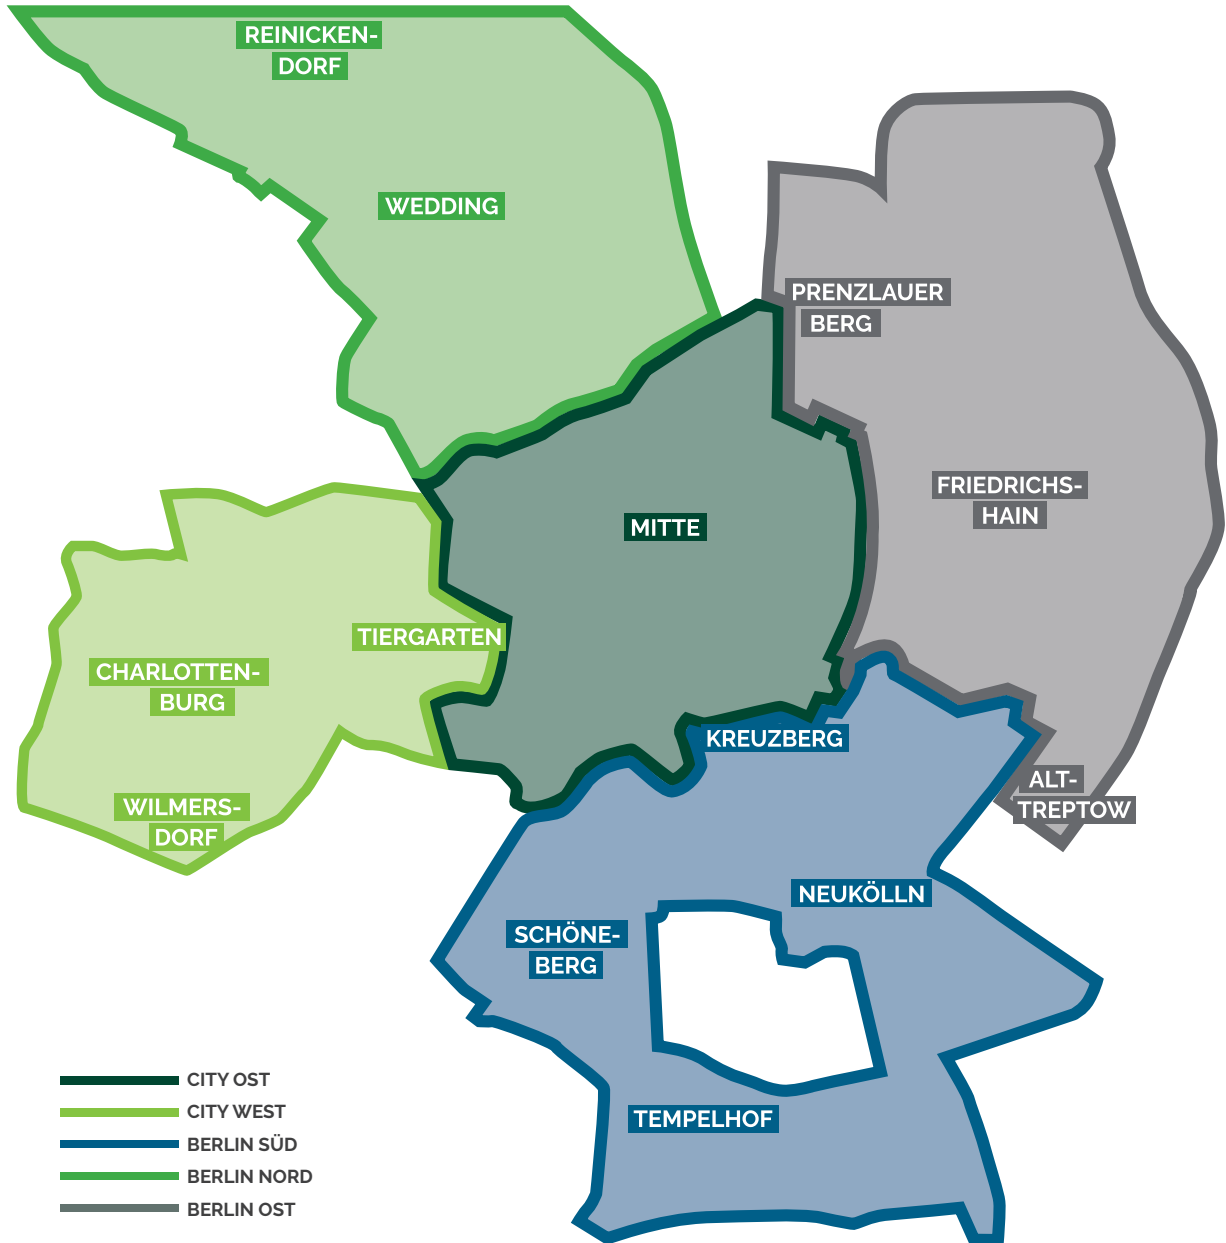 REINICKEN-
DORF
WEDDING
PRENZLAUER
BERG
FRIEDRICHS-
HAIN
MITTE
TIERGARTEN
CHARLOTTEN-
BURG
KREUZBERG
ALT-
TREPTOW
WILMERS-
DORF
NEUKÖLLN
SCHÖNE-
BERG
TEMPELHOF
CITY OST
CITY WEST
BERLIN SÜD
BERLIN NORD
BERLIN OST